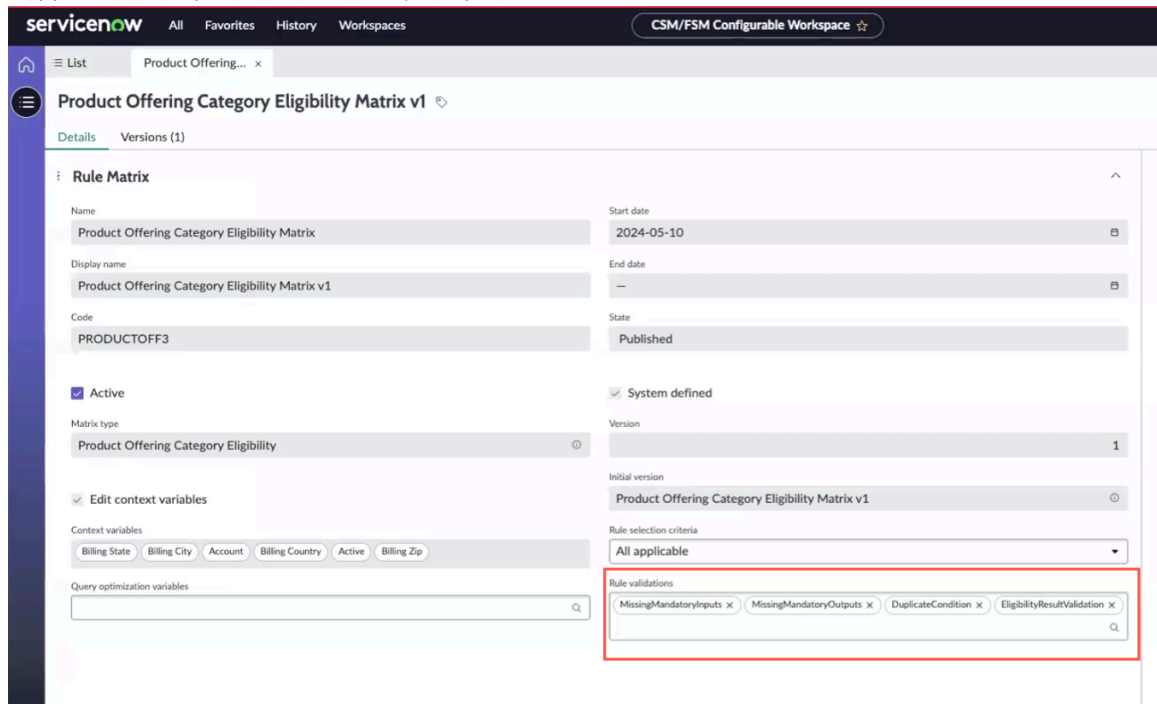 servicenow All Favorites History Workspaces CSM/FSM Configurable Workspace
List Product Offering... ×
Product Offering Category Eligibility Matrix v1
Details Versions (1)
Rule Matrix
Name
Product Offering Category Eligibility Matrix
Start date
2024-05-10
Display name
Product Offering Category Eligibility Matrix v1
End date
—
Code
PRODUCTOFF3
State
Published
Active
System defined
Matrix type
Product Offering Category Eligibility
Version
1
Edit context variables
Initial version
Product Offering Category Eligibility Matrix v1
Context variables
Billing State Billing City Account Billing Country Active Billing Zip
Rule selection criteria
All applicable
Query optimization variables
Rule validations
MissingMandatoryInputs × MissingMandatoryOutputs × DuplicateCondition × EligibilityResultValidation ×